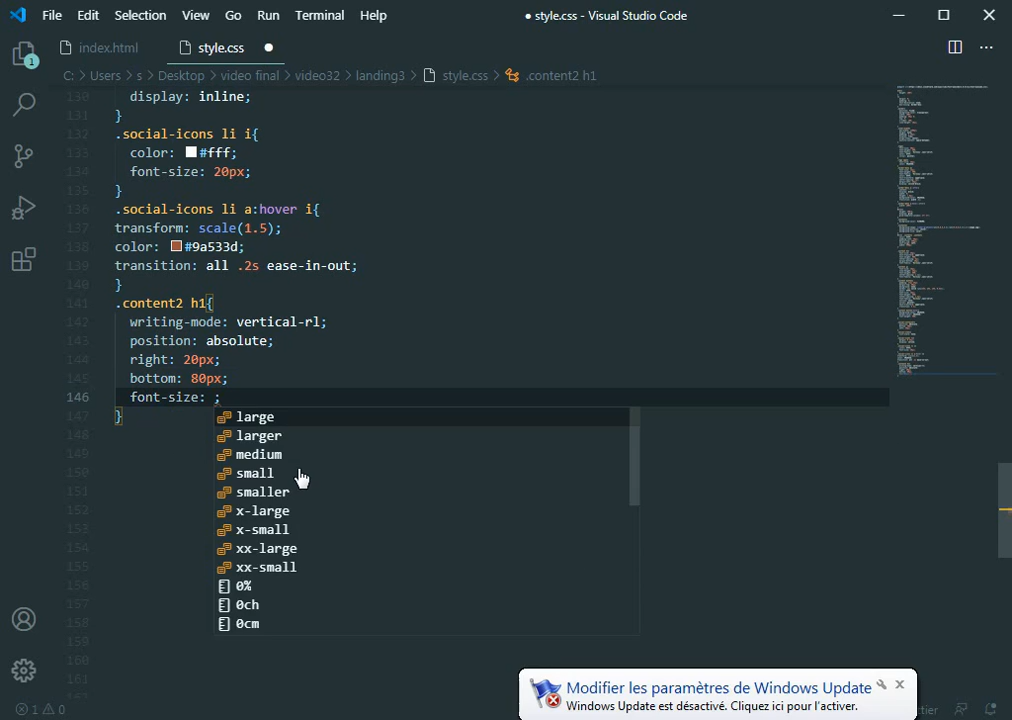 File Edit Selection View Go Run Terminal Help ● style.css - Visual Studio Code
index.html style.css
C: > Users > s > Desktop > video final > video32 > landing3 > style.css > .content2 h1
130 display: inline;
131 }
132 .social-icons li i{
133 color: #fff;
134 font-size: 20px;
135 }
136 .social-icons li a:hover i{
137 transform: scale(1.5);
138 color: #9a533d;
139 transition: all .2s ease-in-out;
140 }
141 .content2 h1{
142 writing-mode: vertical-rl;
143 position: absolute;
144 right: 20px;
145 bottom: 80px;
146 font-size: ;
147 }
148 large
149 larger
150 medium
151 small
152 smaller
153 x-large
154 x-small
155 xx-large
156 xx-small
157 0%
158 0ch
159 0cm
160
161
1
Modifier les paramètres de Windows Update
Windows Update est désactivé. Cliquez ici pour l'activer.
1 0